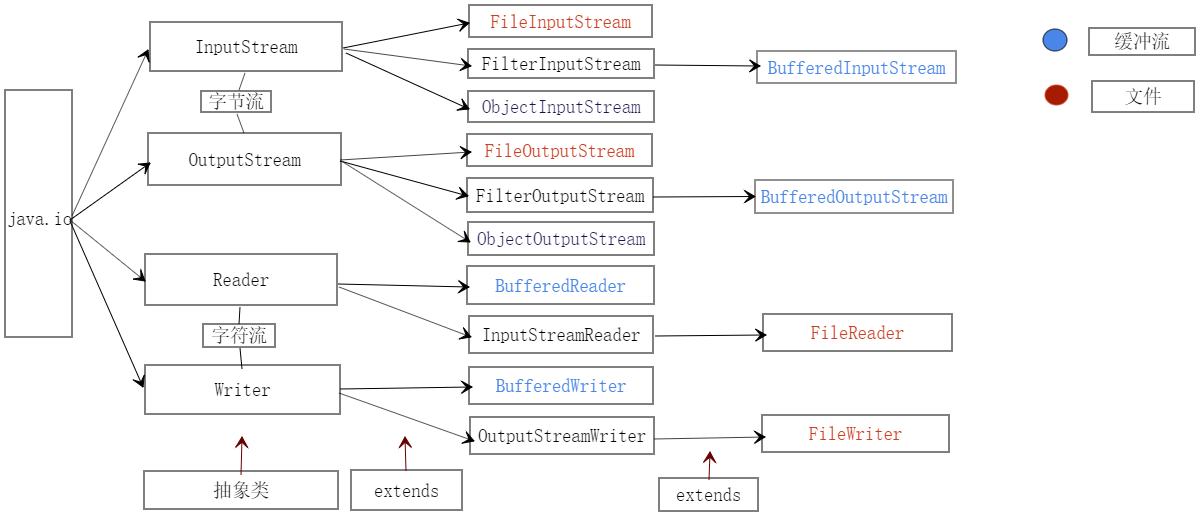 FileInputStream
InputStream
FilterInputStream
BufferedInputStream
缓冲流
字节流
ObjectInputStream
文件
OutputStream
FileOutputStream
FilterOutputStream
BufferedOutputStream
java.io
ObjectOutputStream
Reader
BufferedReader
字符流
InputStreamReader
FileReader
Writer
BufferedWriter
OutputStreamWriter
FileWriter
抽象类
extends
extends